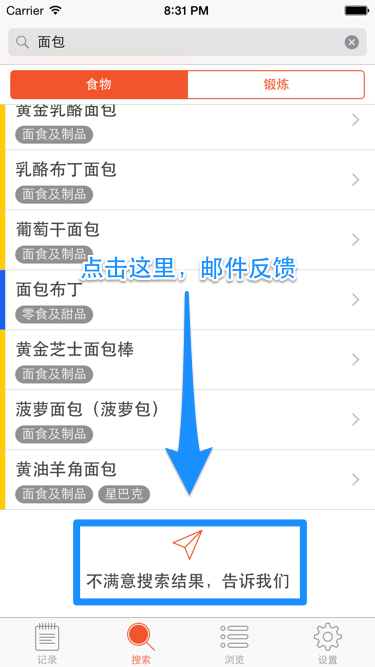 Carrier 8:31 PM
面包
食物 锻炼
黄金乳酪面包
面食及制品
乳酪布丁面包
面食及制品
葡萄干面包
面食及制品
点击这里，邮件反馈
面包布丁
零食及甜品
黄金芝士面包棒
面食及制品
菠萝面包（菠萝包）
面食及制品
黄油羊角面包
面食及制品 星巴克
不满意搜索结果，告诉我们
记录 搜索 浏览 设置